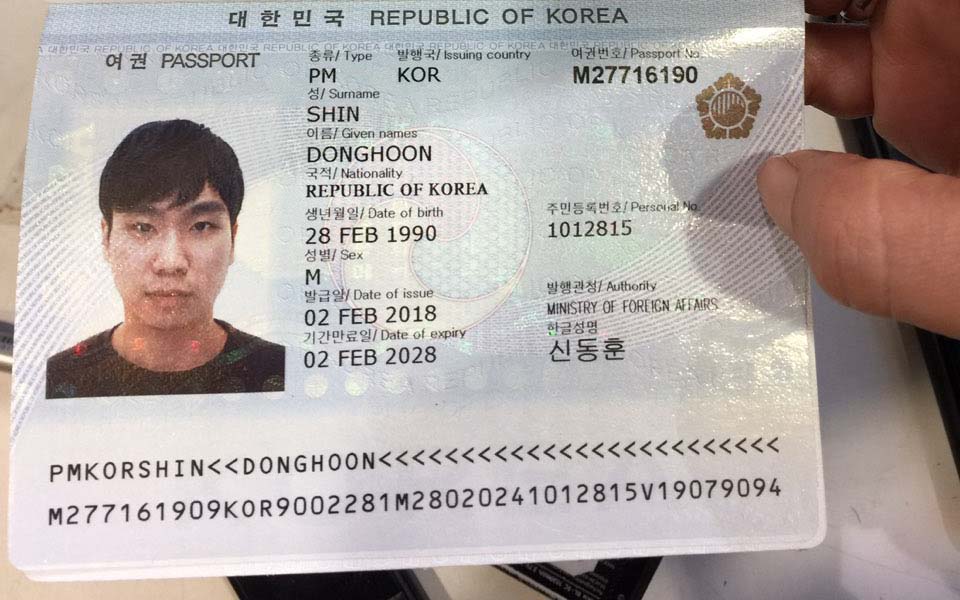 대한민국 REPUBLIC OF KOREA
여권 PASSPORT
종류/ Type 발행국/ Issuing country 여권번호/ Passport No.
PM KOR M27716190
성/ Surname
SHIN
이름/ Given names
DONGHOON
국적/ Nationality
REPUBLIC OF KOREA
생년월일/ Date of birth 주민등록번호/ Personal No.
28 FEB 1990 1012815
성별/ Sex
M
발급일/ Date of issue 발행관청/ Authority
02 FEB 2018 MINISTRY OF FOREIGN AFFAIRS
기간만료일/ Date of expiry 한글성명
02 FEB 2028 신동훈
PMKORSHIN<<DONGHOON<<<<<<<<<<<<<<<<<<<<<<<<<
M277161909KOR9002281M28020241012815V19079094